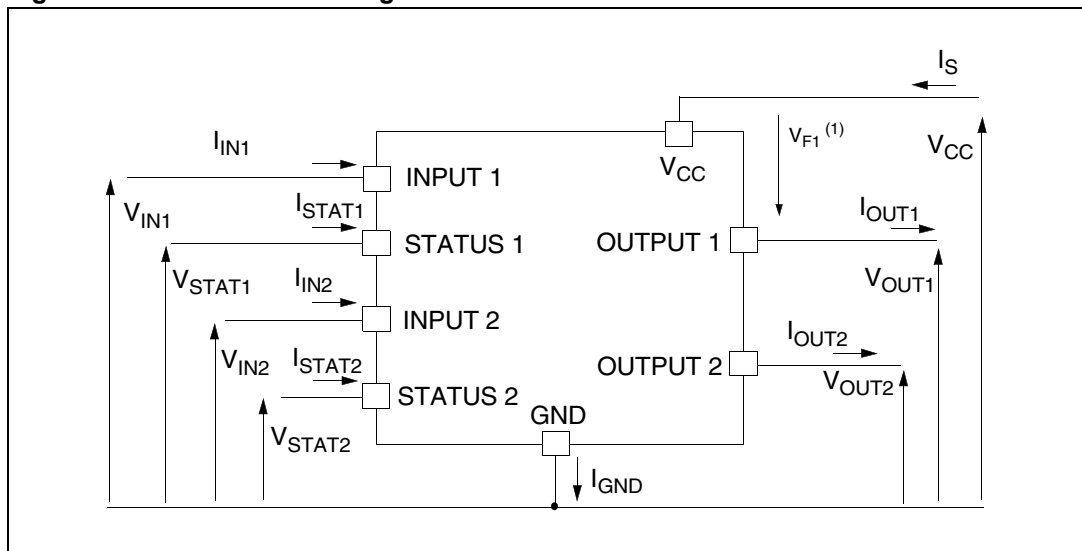 I_S
V_F1 (1)
V_CC
V_CC
I_IN1
INPUT 1
V_IN1
I_STAT1
STATUS 1
OUTPUT 1
I_OUT1
V_STAT1
V_OUT1
I_IN2
INPUT 2
I_OUT2
V_IN2
I_STAT2
OUTPUT 2
V_OUT2
STATUS 2
GND
V_STAT2
I_GND